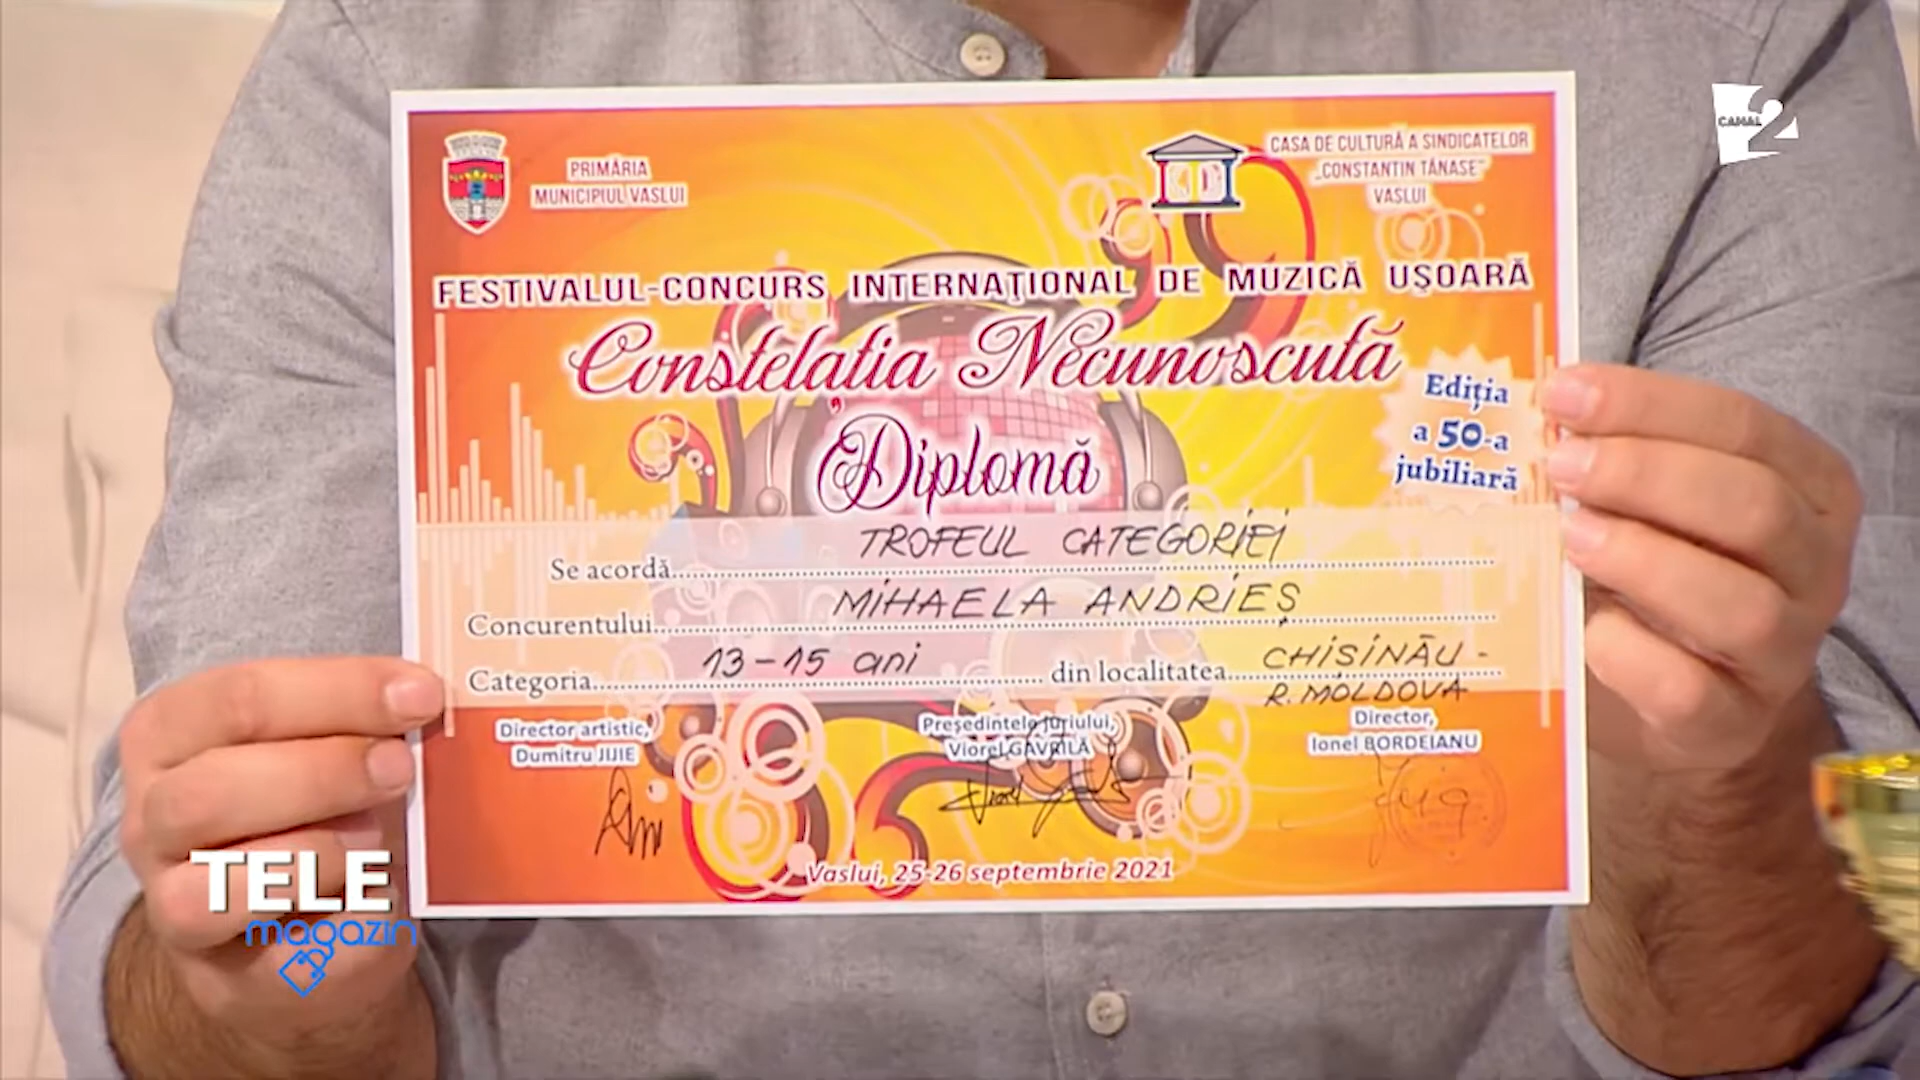 PRIMĂRIA
MUNICIPIUL VASLUI
CASA DE CULTURĂ A SINDICATELOR
„CONSTANTIN TĂNASE”
VASLUI
CANAL 2
FESTIVALUL-CONCURS INTERNAŢIONAL DE MUZICĂ UŞOARĂ
Constelația Necunoscută
Ediția
a 50-a
jubiliară
Diplomă
Se acordă TROFEUL CATEGORIEI
Concurentului MIHAELA ANDRIEȘ
Categoria 13-15 ani din localitatea CHISINĂU -
R. MOLDOVA
Director artistic,
Dumitru JIJIE
Președintele juriului,
Viorel GAVRILĂ
Director,
Ionel BORDEIANU
Vaslui, 25-26 septembrie 2021
TELE
magazin